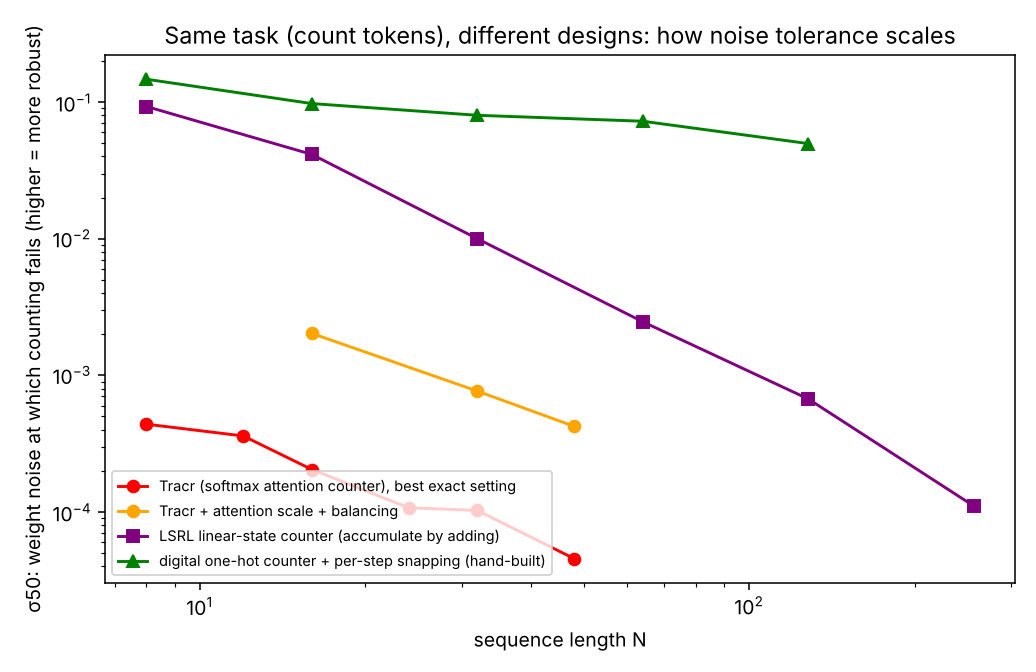 Same task (count tokens), different designs: how noise tolerance scales
σ50: weight noise at which counting fails (higher = more robust)
10⁻¹
10⁻²
10⁻³
10⁻⁴
Tracr (softmax attention counter), best exact setting
Tracr + attention scale + balancing
LSRL linear-state counter (accumulate by adding)
digital one-hot counter + per-step snapping (hand-built)
10¹
10²
sequence length N